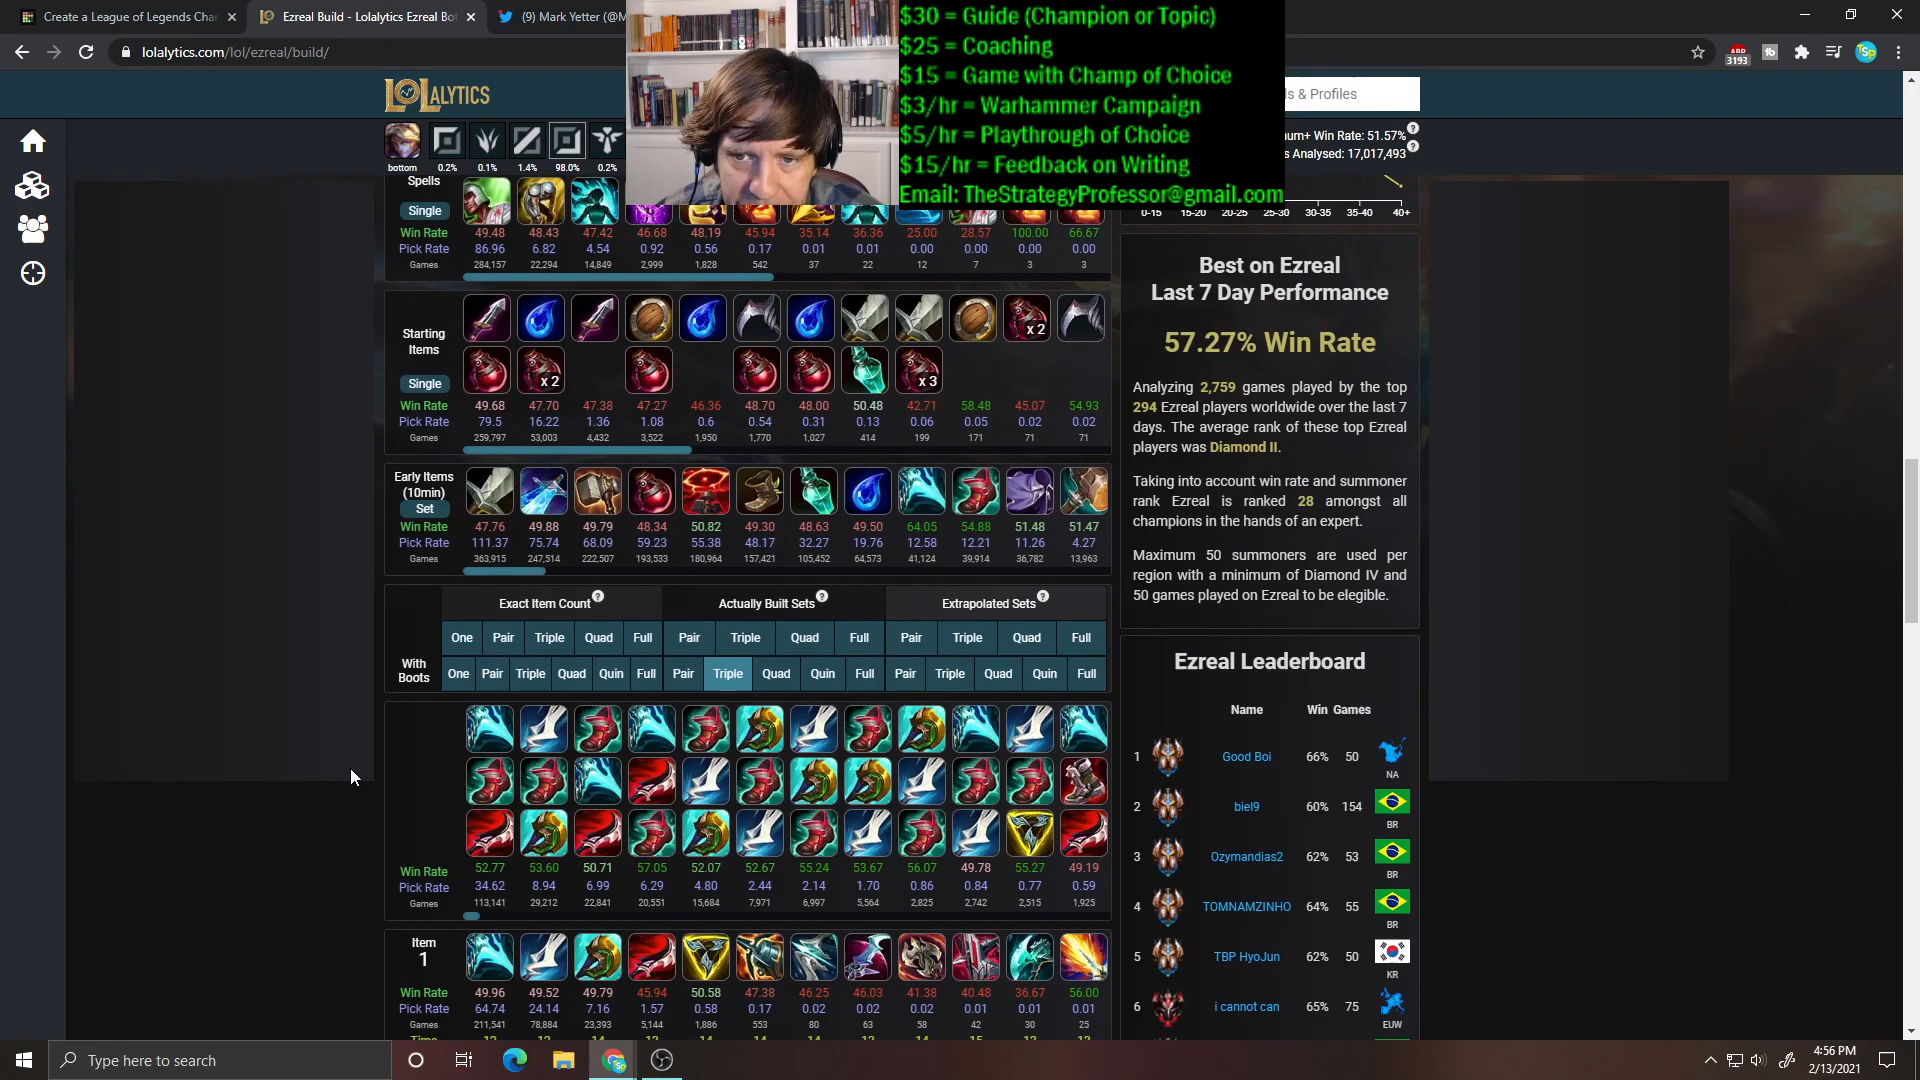 Create a League of Legends Char
Ezreal Build - Lolalytics Ezreal Bot
(9) Mark Yetter (@M
lolalytics.com/lol/ezreal/build/
3193
$30 = Guide (Champion or Topic)
$25 = Coaching
$15 = Game with Champ of Choice
$3/hr = Warhammer Campaign
$5/hr = Playthrough of Choice
$15/hr = Feedback on Writing
Email: TheStrategyProfessor@gmail.com
LOLALYTICS
s & Profiles
num+ Win Rate: 51.57%
s Analysed: 17,017,493
bottom 0.2% 0.1% 1.4% 98.0% 0.2%
Spells
Single
Win Rate 49.48 48.43 47.42 46.68 48.19 45.94 35.14 36.36 25.00 28.57 100.00 66.67
Pick Rate 86.96 6.82 4.54 0.92 0.56 0.17 0.01 0.01 0.00 0.00 0.00 0.00
Games 284,157 22,294 14,849 2,999 1,828 542 37 22 12 7 3 3
0-15 15-20 20-25 25-30 30-35 35-40 40+
Starting
Items
Single
x 2
x 2
x 3
Win Rate 49.68 47.70 47.38 47.27 46.36 48.70 48.00 50.48 42.71 58.48 45.07 54.93
Pick Rate 79.5 16.22 1.36 1.08 0.6 0.54 0.31 0.13 0.06 0.05 0.02 0.02
Games 259,797 53,003 4,432 3,522 1,950 1,770 1,027 414 199 171 71 71
Early Items
(10min)
Set
Win Rate 47.76 49.88 49.79 48.34 50.82 49.30 48.63 49.50 64.05 54.88 51.48 51.47
Pick Rate 111.37 75.74 68.09 59.23 55.38 48.17 32.27 19.76 12.58 12.21 11.26 4.27
Games 363,915 247,514 222,507 193,533 180,964 157,421 105,452 64,573 41,124 39,914 36,782 13,963
Exact Item Count Actually Built Sets Extrapolated Sets
One Pair Triple Quad Full Pair Triple Quad Full Pair Triple Quad Full
With
Boots
One Pair Triple Quad Quin Full Pair Triple Quad Quin Full Pair Triple Quad Quin Full
Win Rate 52.77 53.60 50.71 57.05 52.07 52.67 55.24 53.67 56.07 49.78 55.27 49.19
Pick Rate 34.62 8.94 6.99 6.29 4.80 2.44 2.14 1.70 0.86 0.84 0.77 0.59
Games 113,141 29,212 22,841 20,551 15,684 7,971 6,997 5,564 2,825 2,742 2,515 1,925
Item
1
Win Rate 49.96 49.52 49.79 45.94 50.58 47.38 46.25 46.03 41.38 40.48 36.67 56.00
Pick Rate 64.74 24.14 7.16 1.57 0.58 0.17 0.02 0.02 0.02 0.01 0.01 0.01
Games 211,541 78,884 23,393 5,144 1,886 553 80 63 58 42 30 25
Best on Ezreal
Last 7 Day Performance
57.27% Win Rate
Analyzing 2,759 games played by the top
294 Ezreal players worldwide over the last 7
days. The average rank of these top Ezreal
players was Diamond II.
Taking into account win rate and summoner
rank Ezreal is ranked 28 amongst all
champions in the hands of an expert.
Maximum 50 summoners are used per
region with a minimum of Diamond IV and
50 games played on Ezreal to be elegible.
Ezreal Leaderboard
Name Win Games
1 Good Boi 66% 50 NA
2 biel9 60% 154 BR
3 Ozymandias2 62% 53 BR
4 TOMNAMZINHO 64% 55 BR
5 TBP HyoJun 62% 50 KR
6 i cannot can 65% 75 EUW
Type here to search
4:56 PM
2/13/2021